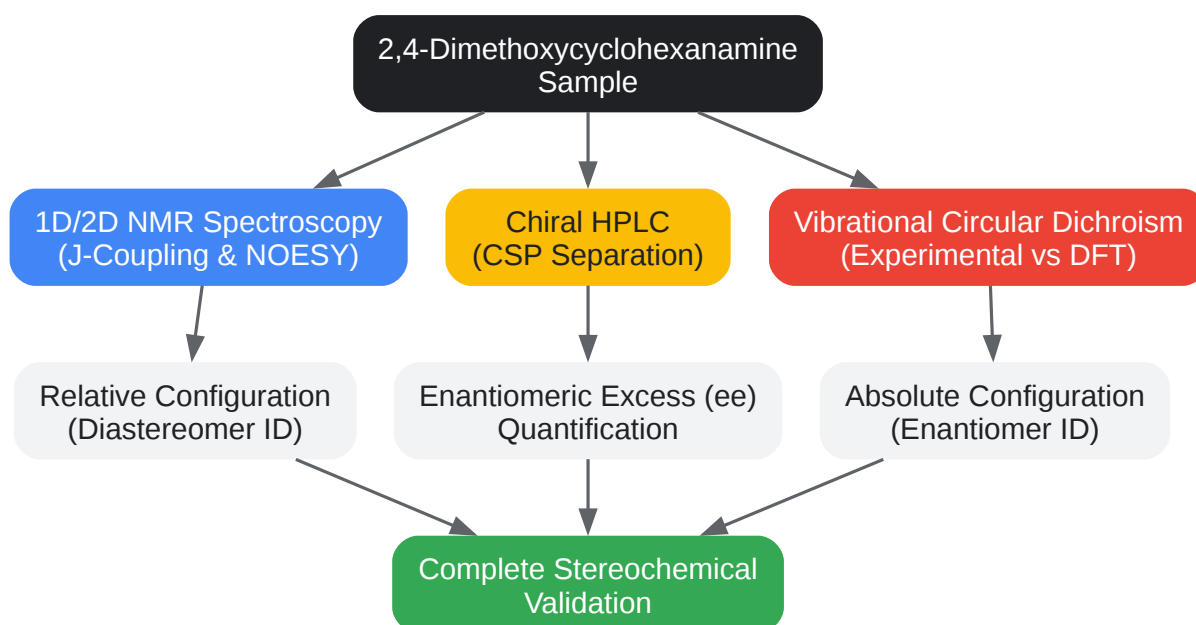 2,4-Dimethoxycyclohexanamine
Sample
1D/2D NMR Spectroscopy
(J-Coupling & NOESY)
Chiral HPLC
(CSP Separation)
Vibrational Circular Dichroism
(Experimental vs DFT)
Relative Configuration
(Diastereomer ID)
Enantiomeric Excess (ee)
Quantification
Absolute Configuration
(Enantiomer ID)
Complete Stereochemical
Validation